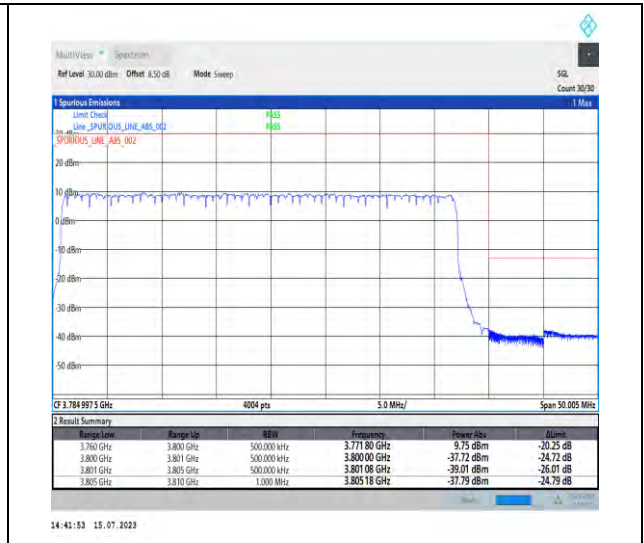 MultiView Spectrum
Ref Level 30.00 dBm Offset 8.50 dB Mode Sweep SGL
Count 30/30
1 Spurious Emissions 1 Max
Limit Check PASS
Line _SPURIOUS_LINE_ABS_002 PASS
_SPURIOUS_LINE_ABS_002
20 dBm
10 dBm
0 dBm
-10 dBm
-20 dBm
-30 dBm
-40 dBm
-50 dBm
CF 3.784 997 5 GHz 4004 pts 5.0 MHz/ Span 50.005 MHz
2 Result Summary
Range Low Range Up RBW Frequency Power Abs ΔLimit
3.760 GHz 3.800 GHz 500.000 kHz 3.771 80 GHz 9.75 dBm -20.25 dB
3.800 GHz 3.801 GHz 500.000 kHz 3.800 00 GHz -37.72 dBm -24.72 dB
3.801 GHz 3.805 GHz 500.000 kHz 3.801 08 GHz -39.01 dBm -26.01 dB
3.805 GHz 3.810 GHz 1.000 MHz 3.805 18 GHz -37.79 dBm -24.79 dB
14:41:53 15.07.2023